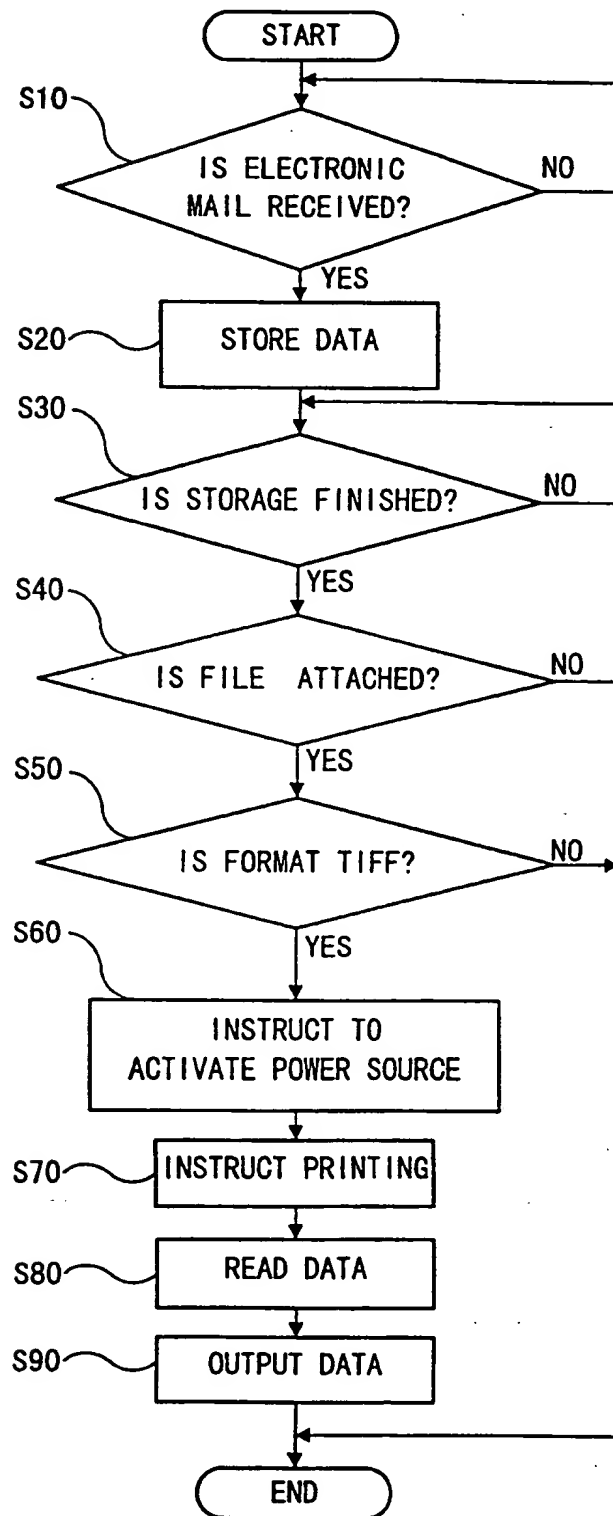 START
S10
IS ELECTRONIC
MAIL RECEIVED?
NO
YES
S20
STORE DATA
S30
IS STORAGE FINISHED?
NO
YES
S40
IS FILE ATTACHED?
NO
YES
S50
IS FORMAT TIFF?
NO
YES
S60
INSTRUCT TO
ACTIVATE POWER SOURCE
S70
INSTRUCT PRINTING
S80
READ DATA
S90
OUTPUT DATA
END